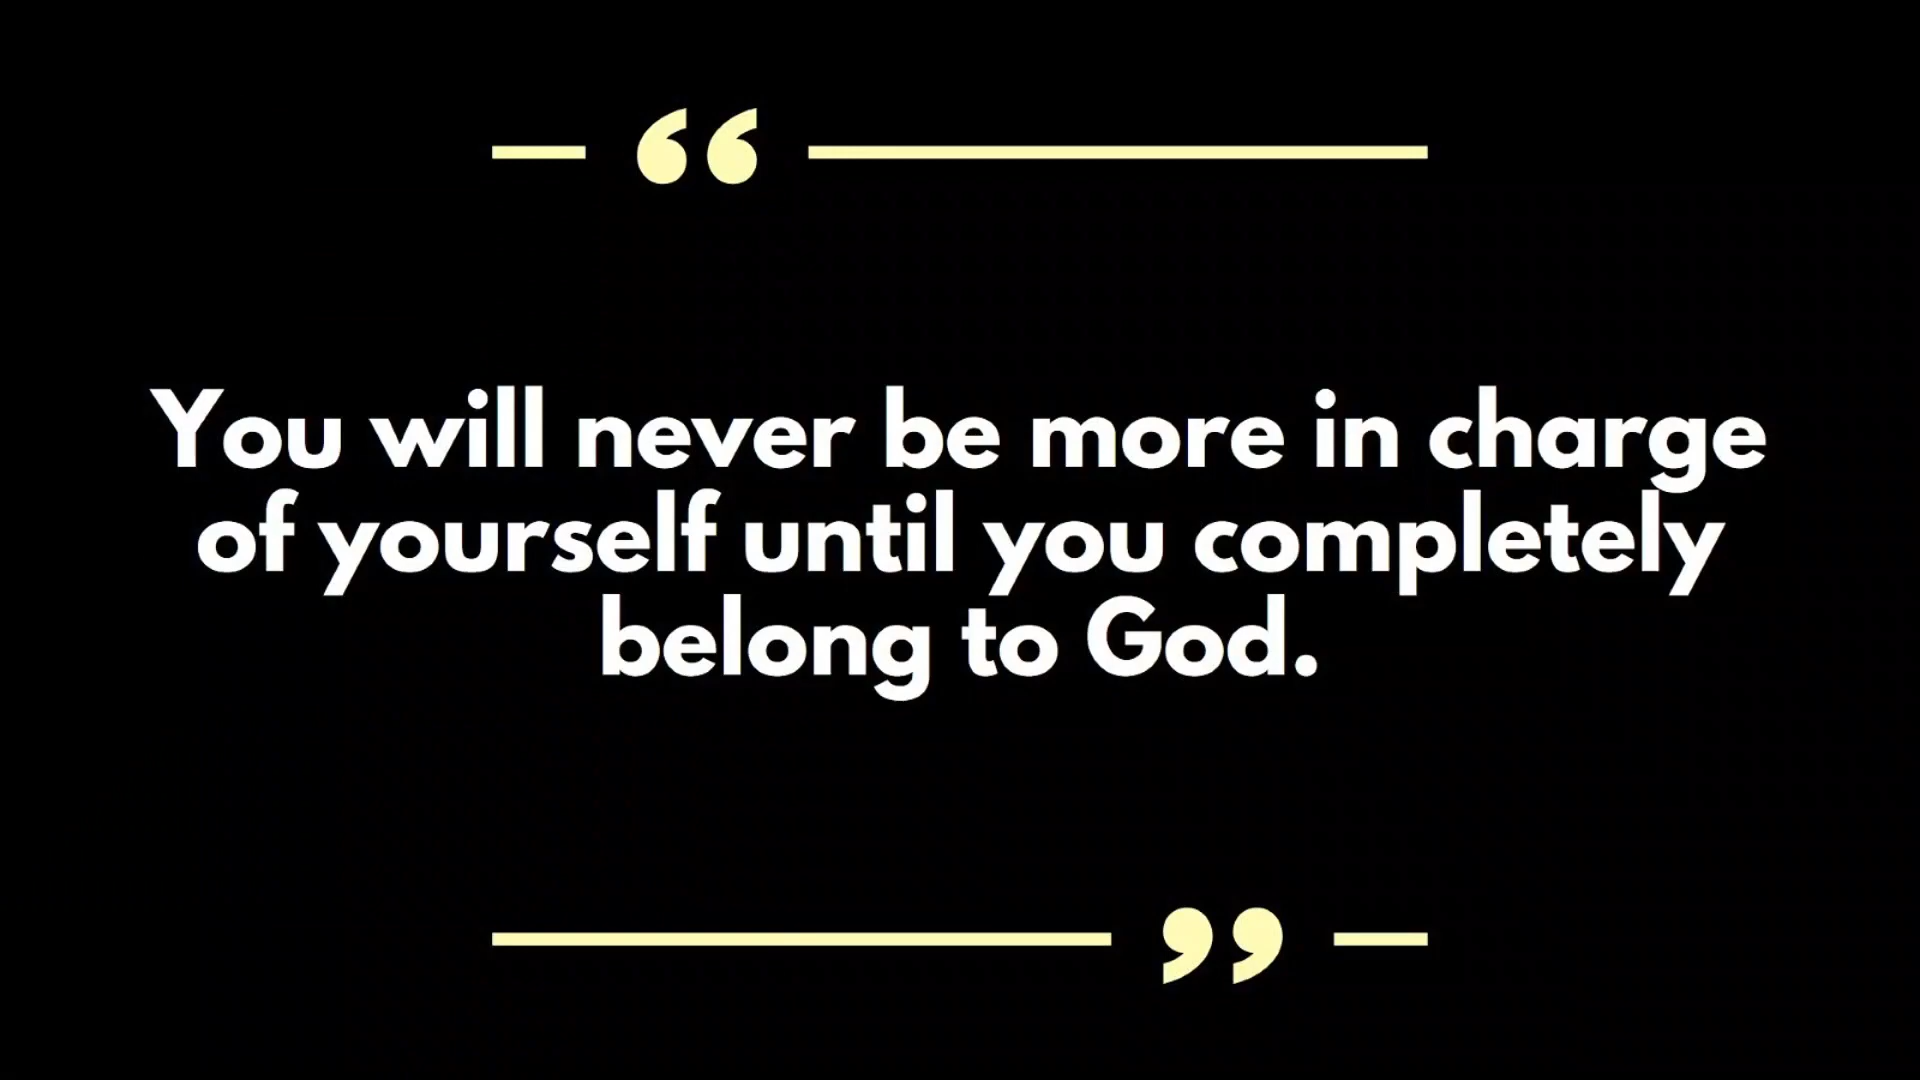 “
You will never be more in charge
of yourself until you completely
belong to God.
”